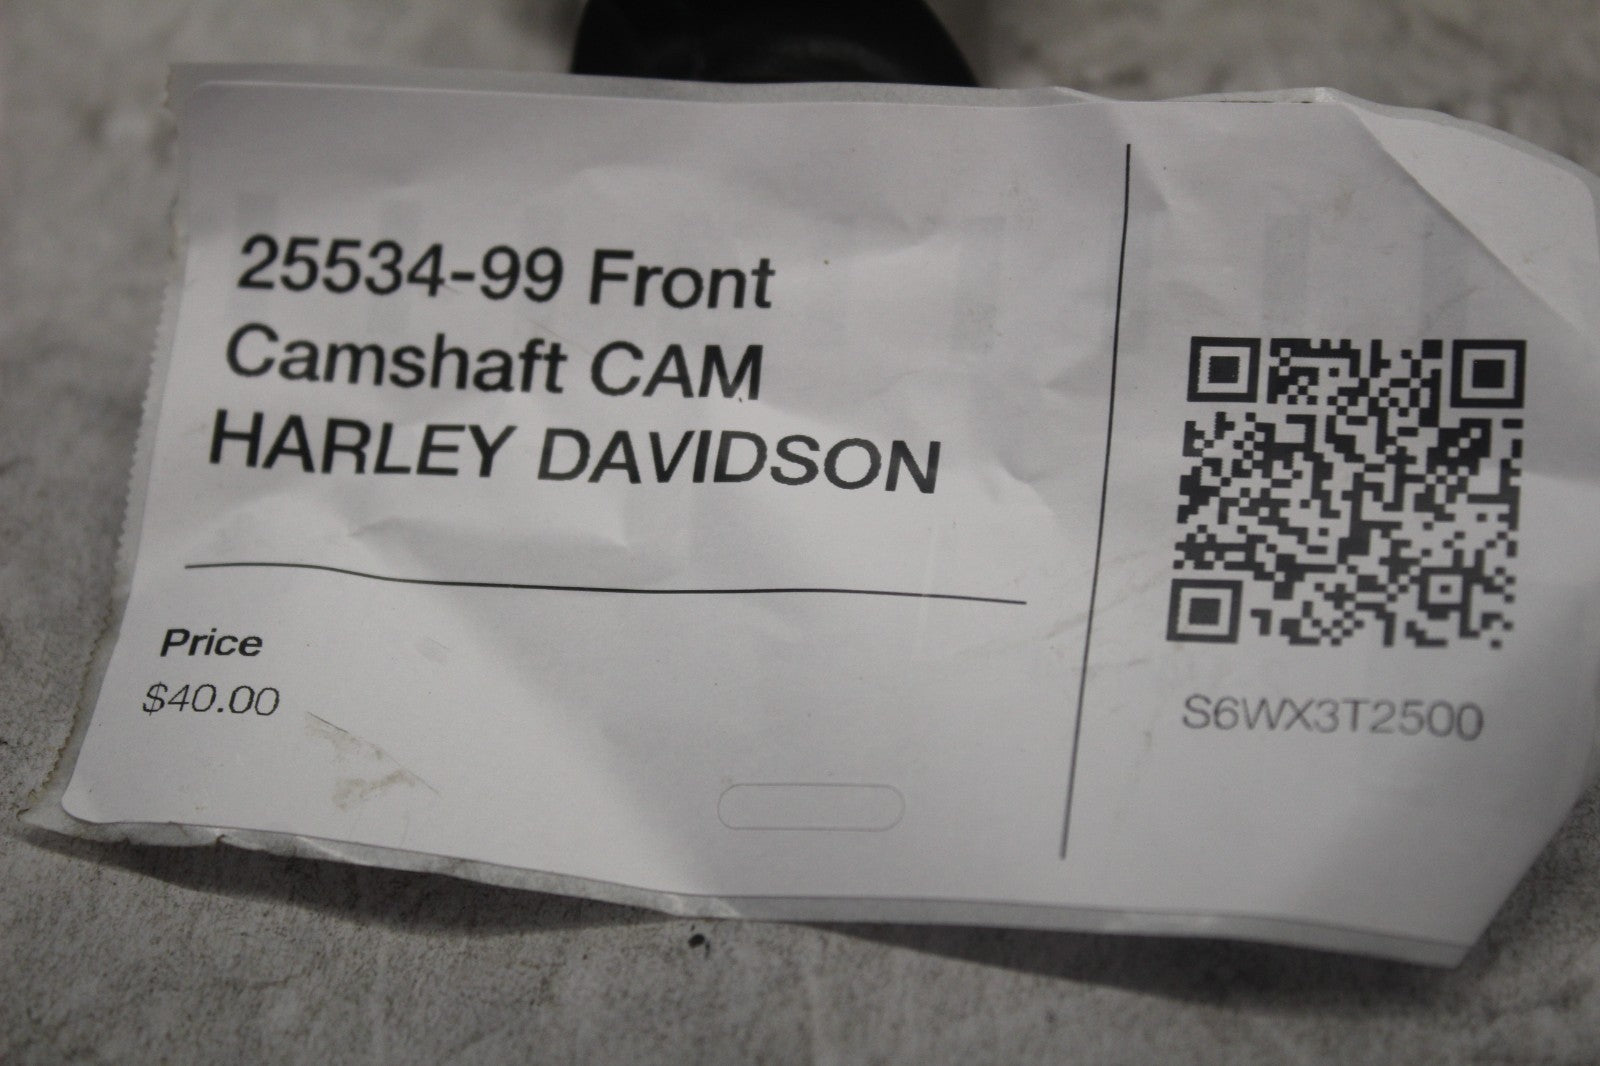 25534-99 Front
Camshaft CAM
HARLEY DAVIDSON
Price
$40.00
S6WX3T2500